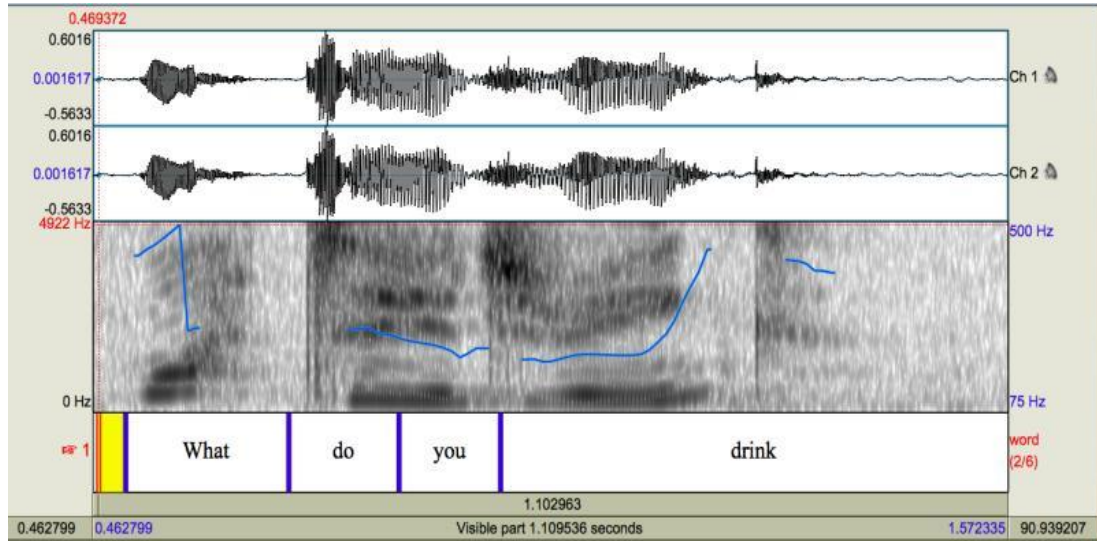 0.469372
0.6016
0.001617
-0.5633
Ch 1
0.6016
0.001617
-0.5633
Ch 2
4922 Hz
500 Hz
0 Hz
75 Hz
1
What do you drink
word
(2/6)
1.102963
0.462799 0.462799 Visible part 1.109536 seconds 1.572335 90.939207